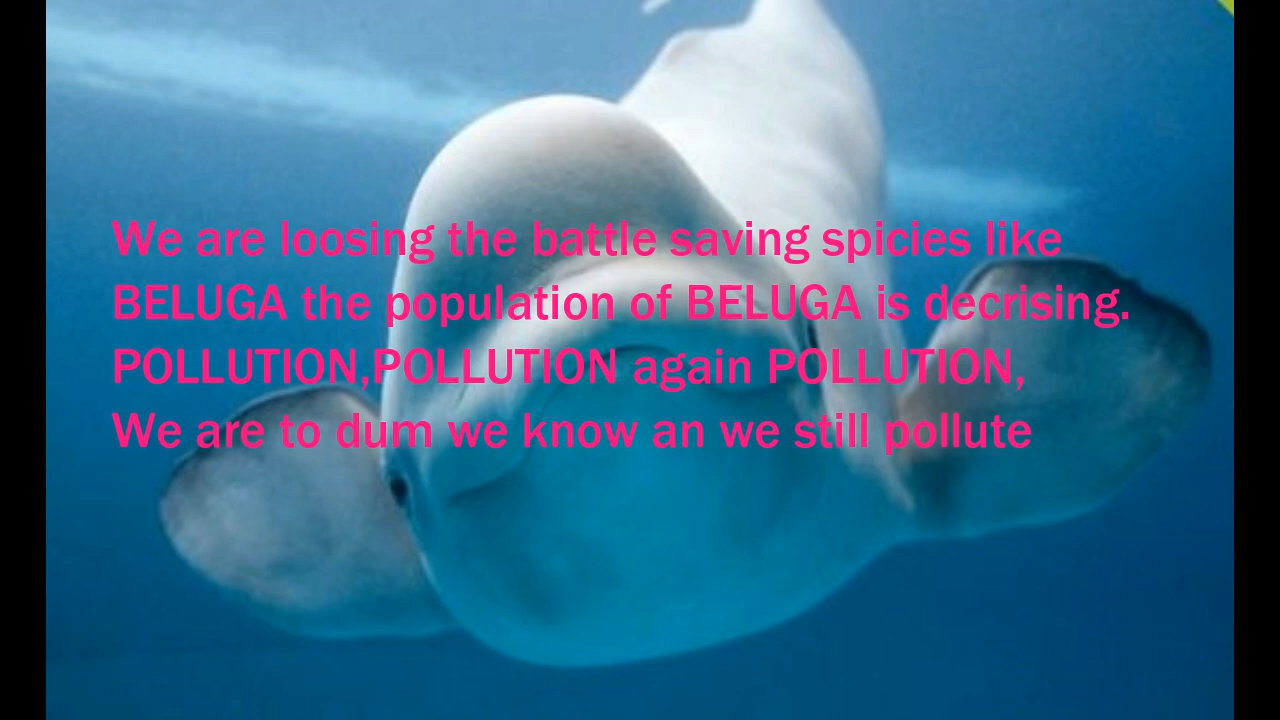 We are loosing the battle saving spicies like
BELUGA the population of BELUGA is decrising.
POLLUTION,POLLUTION again POLLUTION,
We are to dum we know an we still pollute